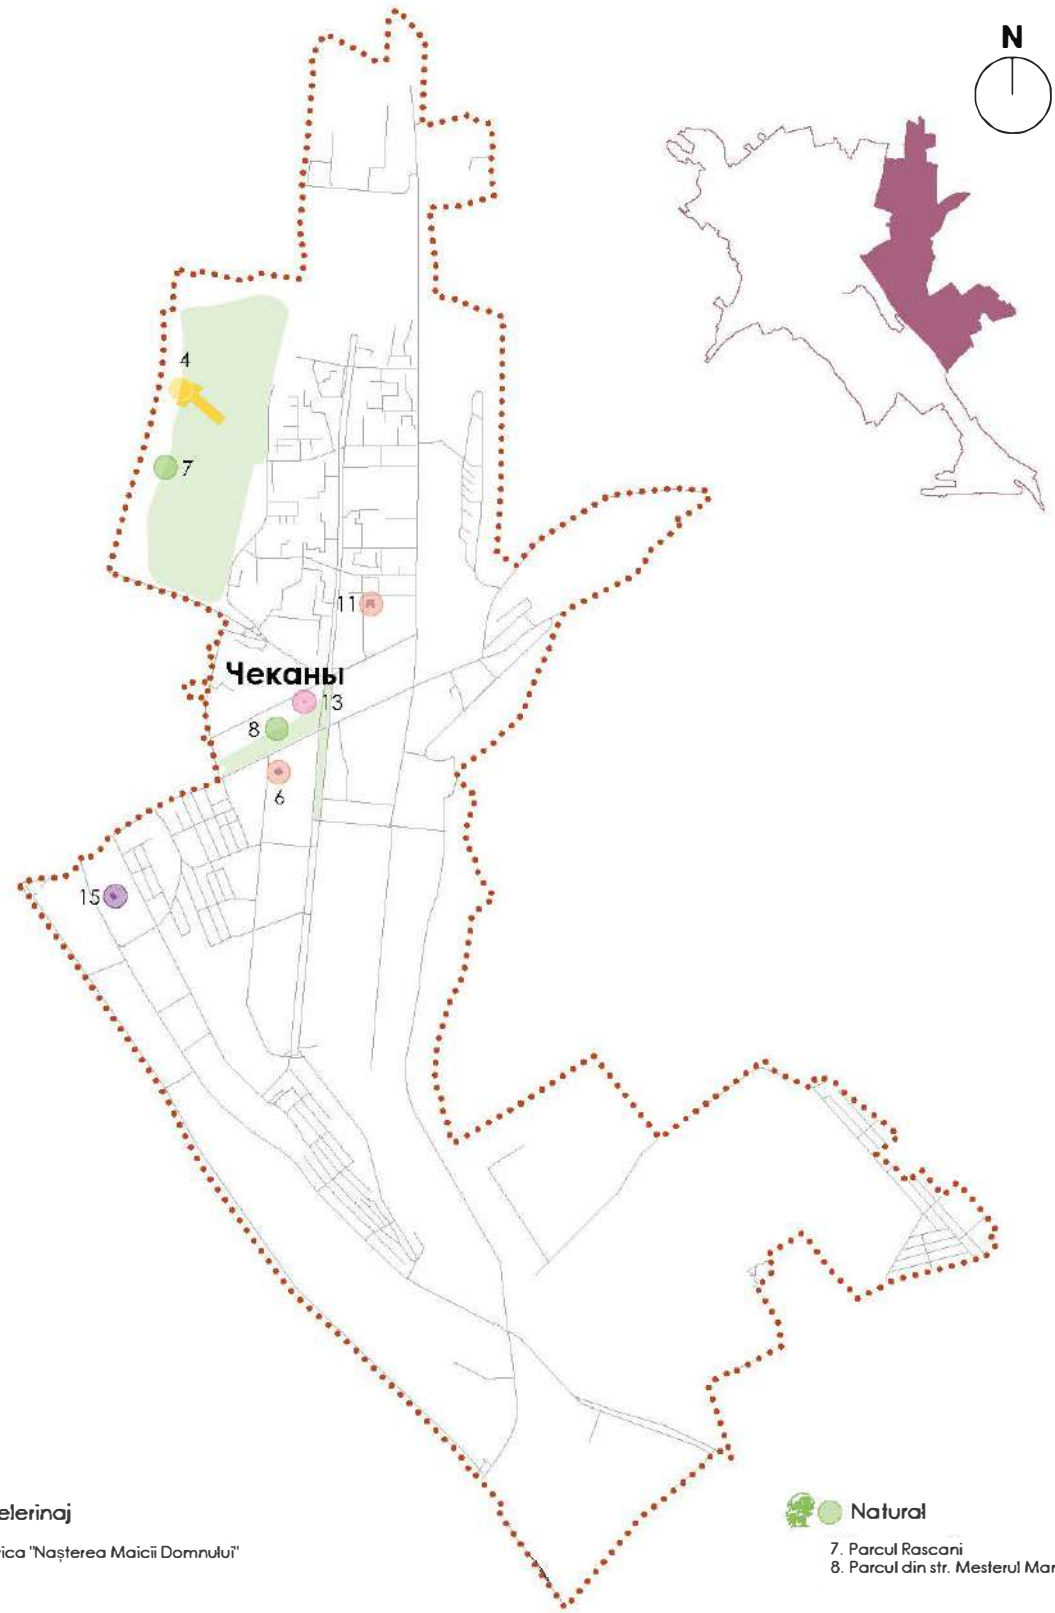 N
4
7
11
Чеканы
13
8
6
15
elerinaj
ica "Nașterea Maicii Domnului"
Natural
7. Parcul Rascani
8. Parcul din str. Mesterul Mar